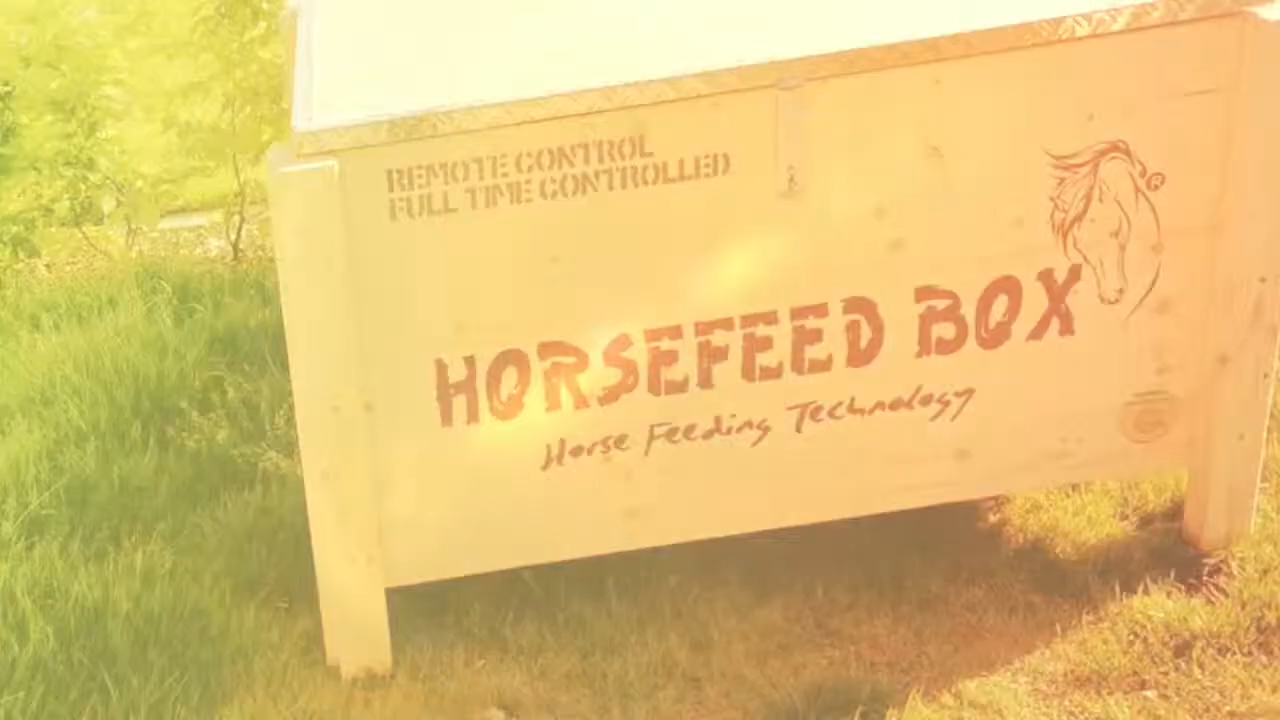 REMOTE CONTROL
FULL TIME CONTROLLED
HORSEFEED BOX
®
Horse Feeding Technology